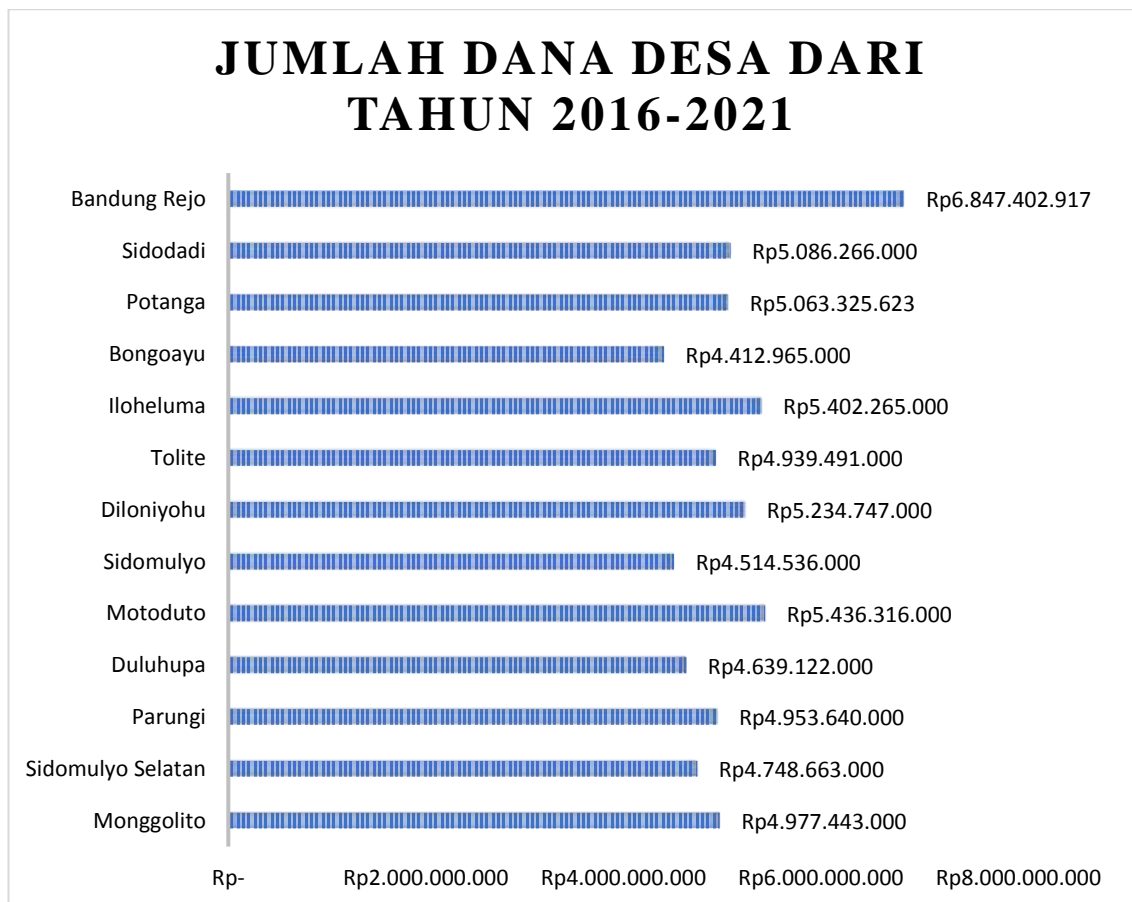 JUMLAH DANA DESA DARI
TAHUN 2016-2021
Bandung Rejo Rp6.847.402.917
Sidodadi Rp5.086.266.000
Potanga Rp5.063.325.623
Bongoayu Rp4.412.965.000
Iloheluma Rp5.402.265.000
Tolite Rp4.939.491.000
Diloniyohu Rp5.234.747.000
Sidomulyo Rp4.514.536.000
Motoduto Rp5.436.316.000
Duluhupa Rp4.639.122.000
Parungi Rp4.953.640.000
Sidomulyo Selatan Rp4.748.663.000
Monggolito Rp4.977.443.000
Rp- Rp2.000.000.000 Rp4.000.000.000 Rp6.000.000.000 Rp8.000.000.000